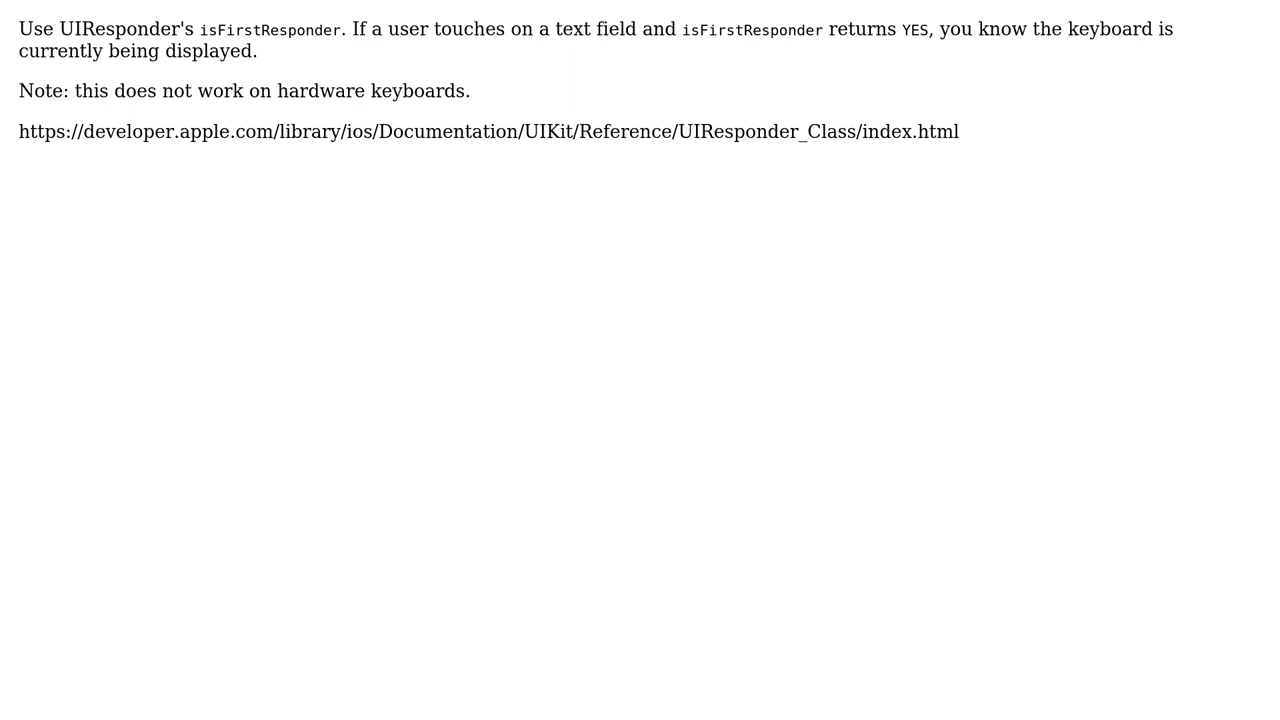 Use UIResponder's isFirstResponder. If a user touches on a text field and isFirstResponder returns YES, you know the keyboard is
currently being displayed.
Note: this does not work on hardware keyboards.
https://developer.apple.com/library/ios/Documentation/UIKit/Reference/UIResponder_Class/index.html